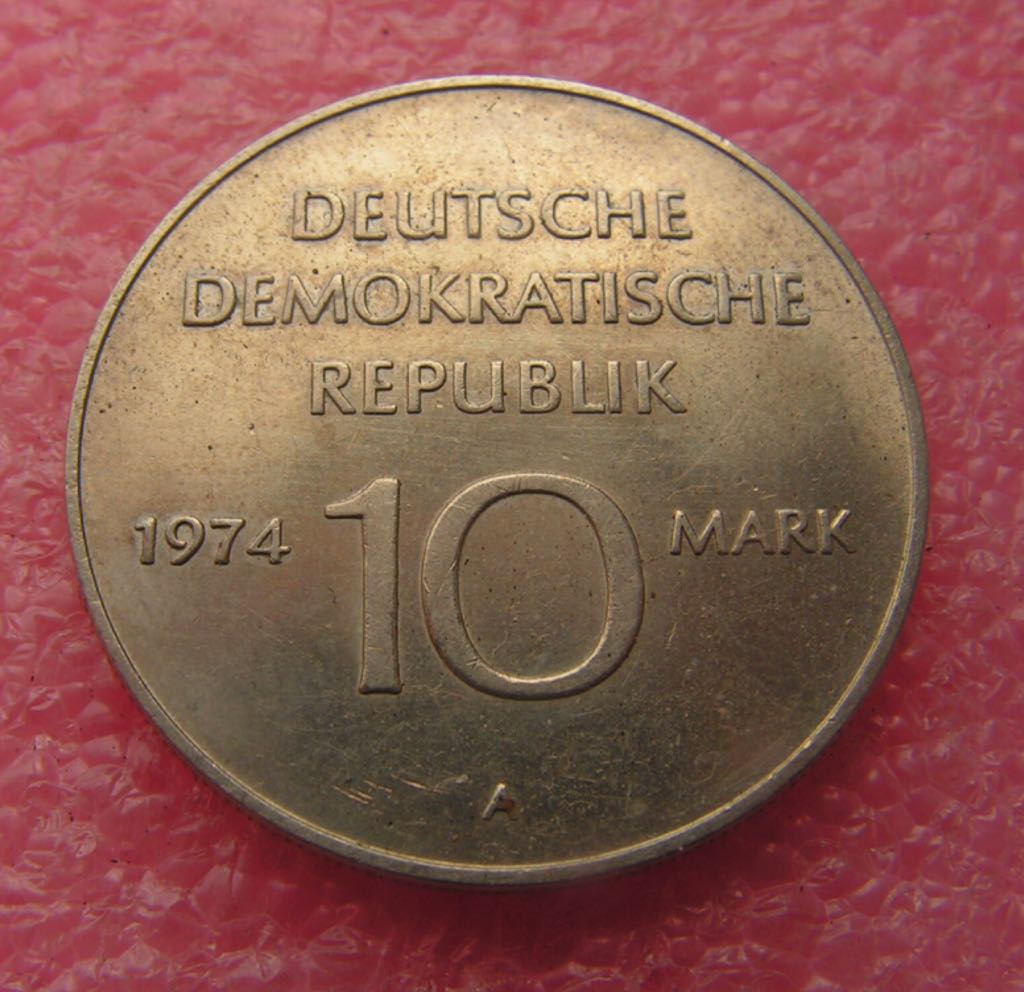 DEUTSCHE
DEMOKRATISCHE
REPUBLIK
1974 10 MARK
A